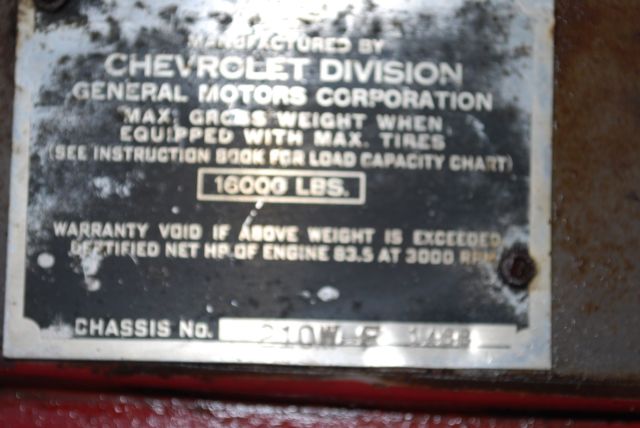 MANUFACTURED BY
CHEVROLET DIVISION
GENERAL MOTORS CORPORATION
MAX. GROSS WEIGHT WHEN
EQUIPPED WITH MAX. TIRES
(SEE INSTRUCTION BOOK FOR LOAD CAPACITY CHART)
16000 LBS.
WARRANTY VOID IF ABOVE WEIGHT IS EXCEEDED
CERTIFIED NET HP OF ENGINE 83.5 AT 3000 RPM
CHASSIS No.